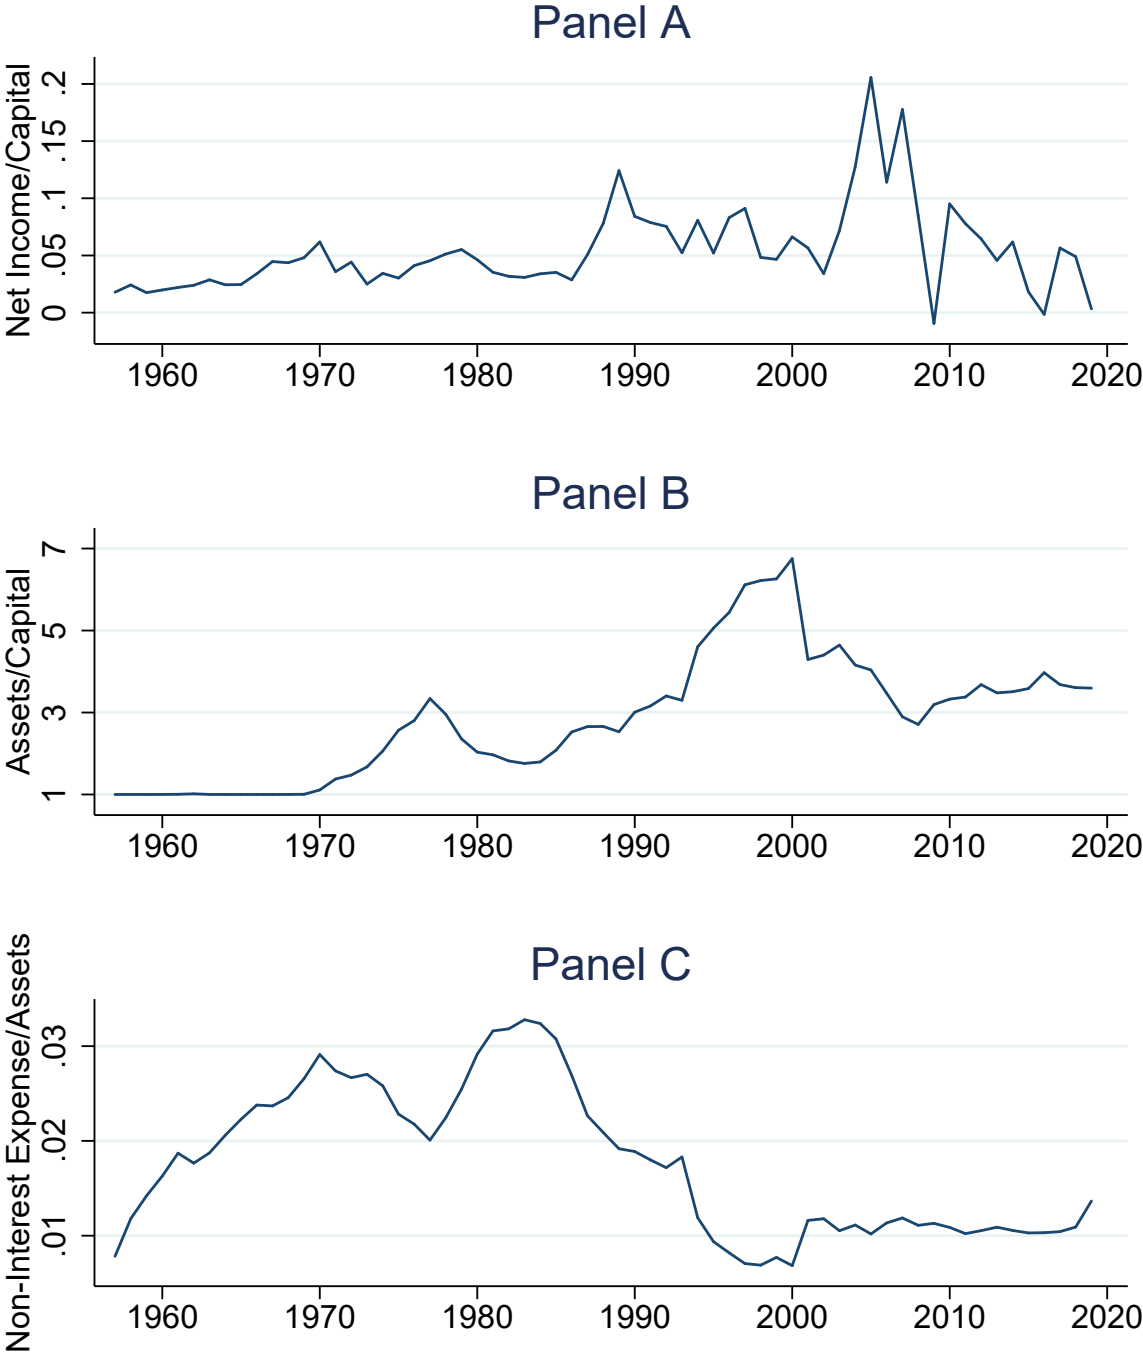 Panel A
Net Income/Capital
.2
.15
.1
.05
0
1960 1970 1980 1990 2000 2010 2020
Panel B
Assets/Capital
7
5
3
1
1960 1970 1980 1990 2000 2010 2020
Panel C
Non-Interest Expense/Assets
.03
.02
.01
1960 1970 1980 1990 2000 2010 2020